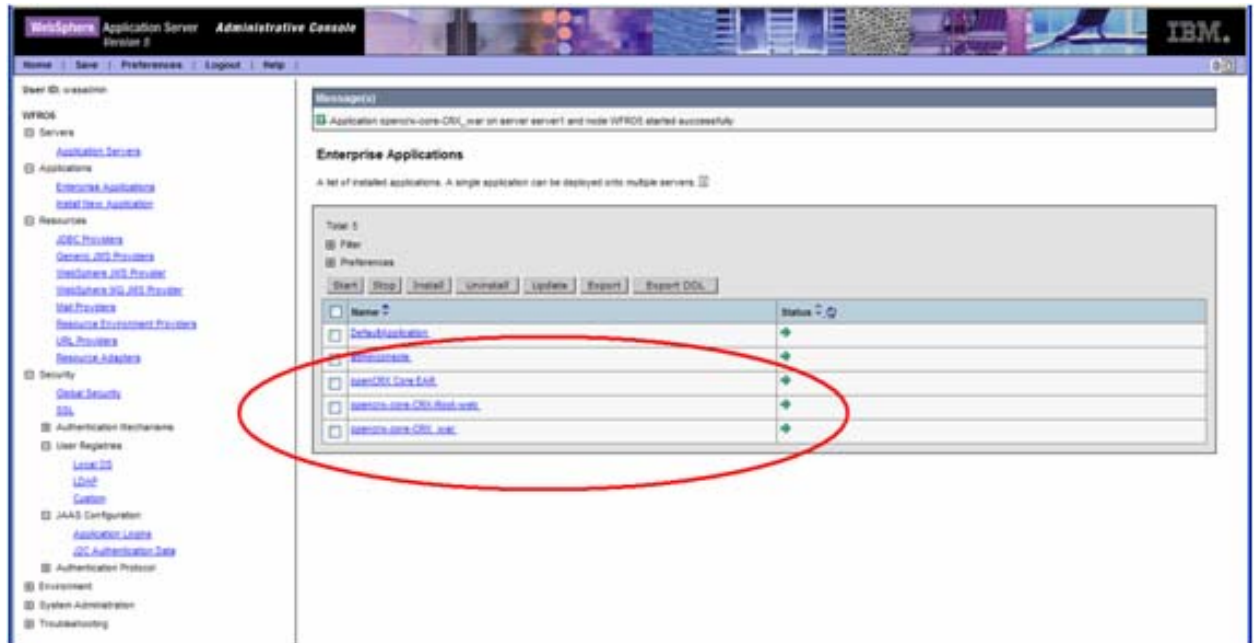 WebSphere Application Server Administrative Console
Version 5
IBM.
Home | Save | Preferences | Logout | Help |
User ID: wasadmin
WFROS
Servers
Application Servers
Applications
Enterprise Applications
Install New Application
Resources
JDBC Providers
Generic JMS Providers
WebSphere JMS Provider
WebSphere MQ JMS Provider
Mail Providers
Resource Environment Providers
URL Providers
Resource Adapters
Security
Global Security
SSL
Authentication Mechanisms
User Registries
Local OS
LDAP
Custom
JAAS Configuration
Application Logins
J2C Authentication Data
Authentication Protocol
Environment
System Administration
Troubleshooting
Message(s)
Application opencrx-core-CRX_war on server server1 and node WFROS started successfully
Enterprise Applications
A list of installed applications. A single application can be deployed onto multiple servers.
Total: 5
Filter
Preferences
Start Stop Install Uninstall Update Export Export DDL
Name Status
DefaultApplication
adminconsole
openCRX Core EAR
opencrx-core-CRX-Root-web
opencrx-core-CRX_war